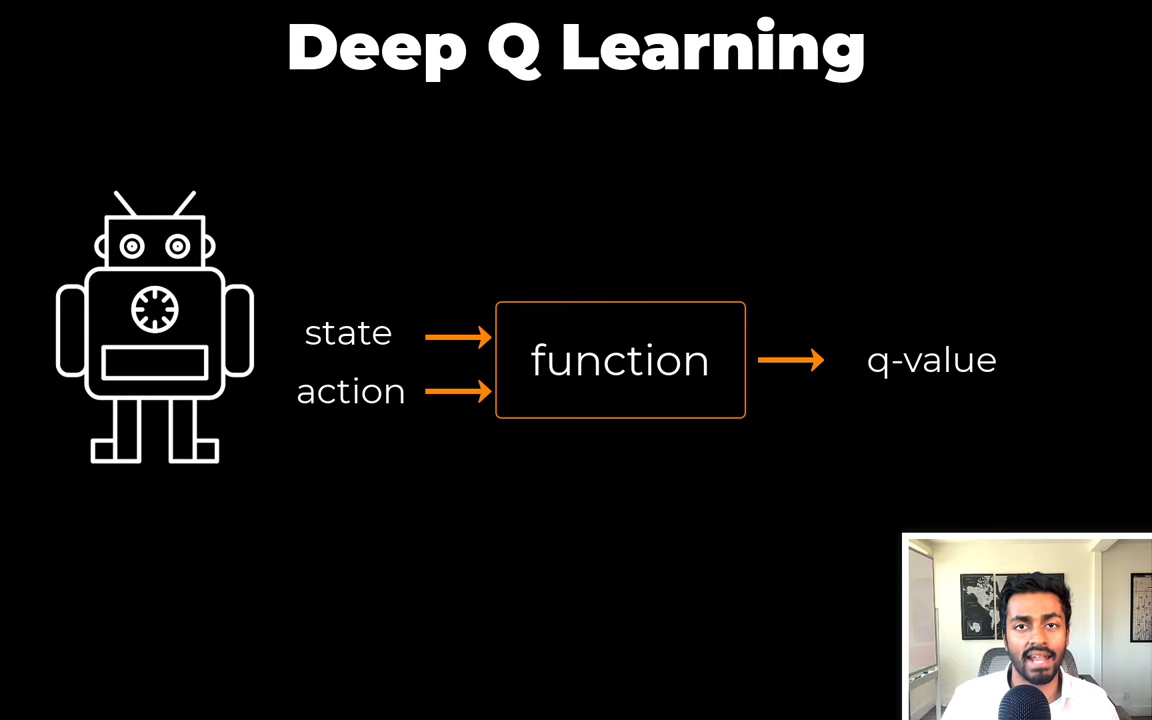 Deep Q Learning
state
action
function
q-value